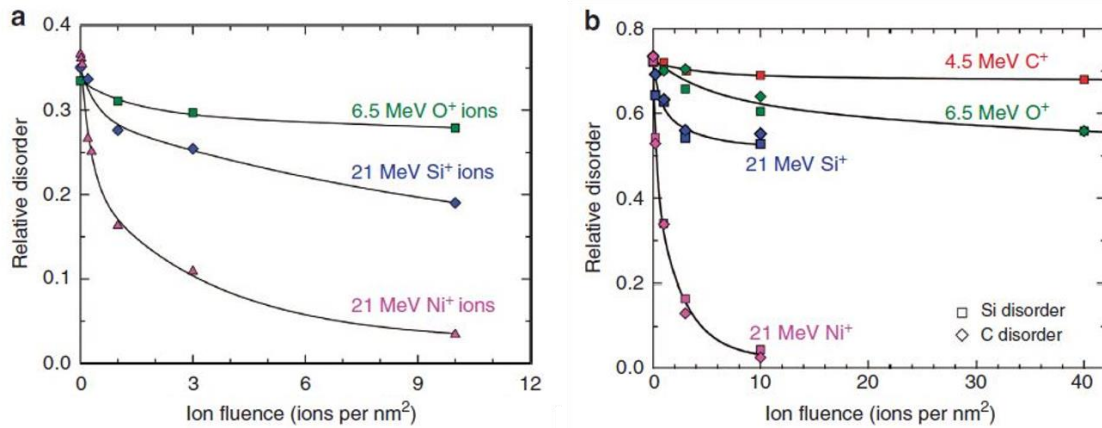 a
0.4
0.3
0.2
0.1
0.0
Relative disorder
6.5 MeV O⁺ ions
21 MeV Si⁺ ions
21 MeV Ni⁺ ions
0 3 6 9 12
Ion fluence (ions per nm²)
b
0.8
0.6
0.4
0.2
0.0
Relative disorder
4.5 MeV C⁺
6.5 MeV O⁺
21 MeV Si⁺
21 MeV Ni⁺
Si disorder
C disorder
0 10 20 30 40
Ion fluence (ions per nm²)